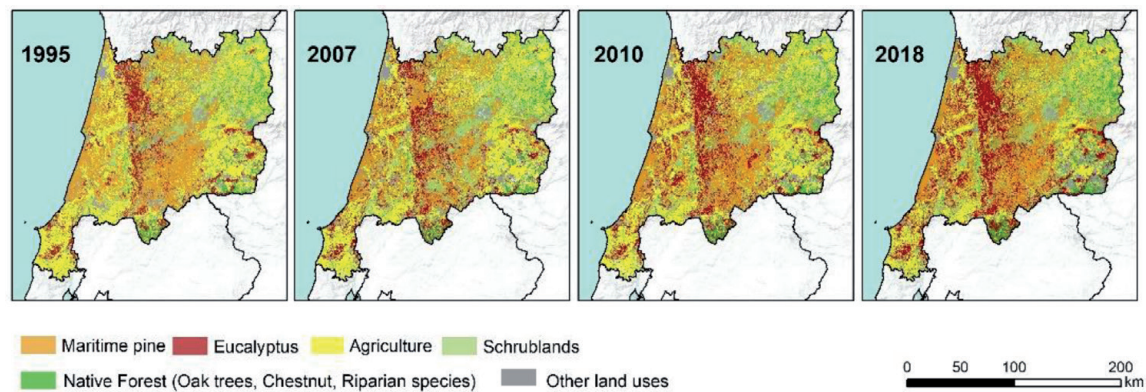 1995
2007
2010
2018
Maritime pine Eucalyptus Agriculture Schrublands
Native Forest (Oak trees, Chestnut, Riparian species) Other land uses
0 50 100 200
km